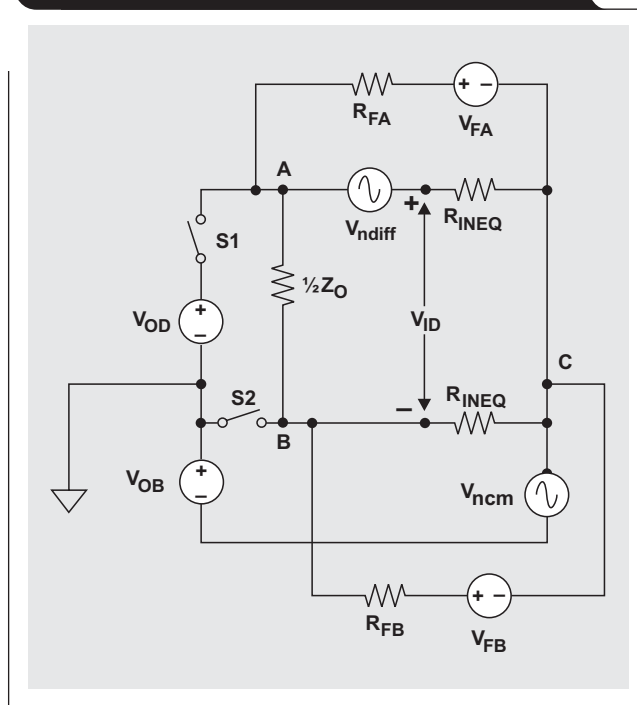 R_FA
+ −
V_FA
A
V_ndiff
+
R_INEQ
S1
½Z_O
V_OD
+
−
V_ID
C
S2
R_INEQ
−
B
V_OB
+
−
V_ncm
R_FB
+ −
V_FB